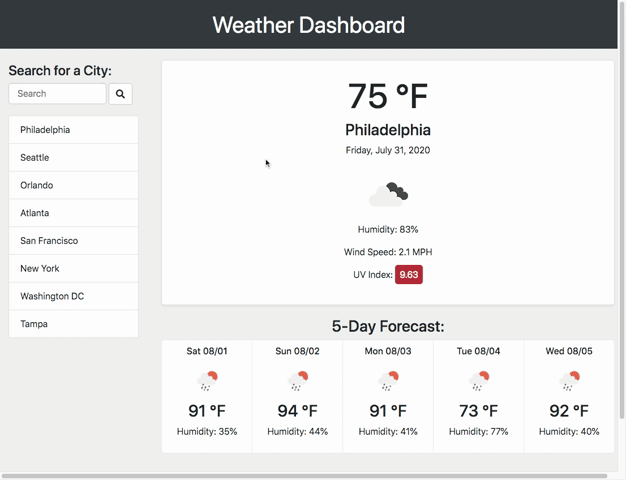 Weather Dashboard
Search for a City:
Search
Philadelphia
Seattle
Orlando
Atlanta
San Francisco
New York
Washington DC
Tampa
75 °F
Philadelphia
Friday, July 31, 2020
Humidity: 83%
Wind Speed: 2.1 MPH
UV Index: 9.63
5-Day Forecast:
Sat 08/01 Sun 08/02 Mon 08/03 Tue 08/04 Wed 08/05
91 °F 94 °F 91 °F 73 °F 92 °F
Humidity: 35% Humidity: 44% Humidity: 41% Humidity: 77% Humidity: 40%